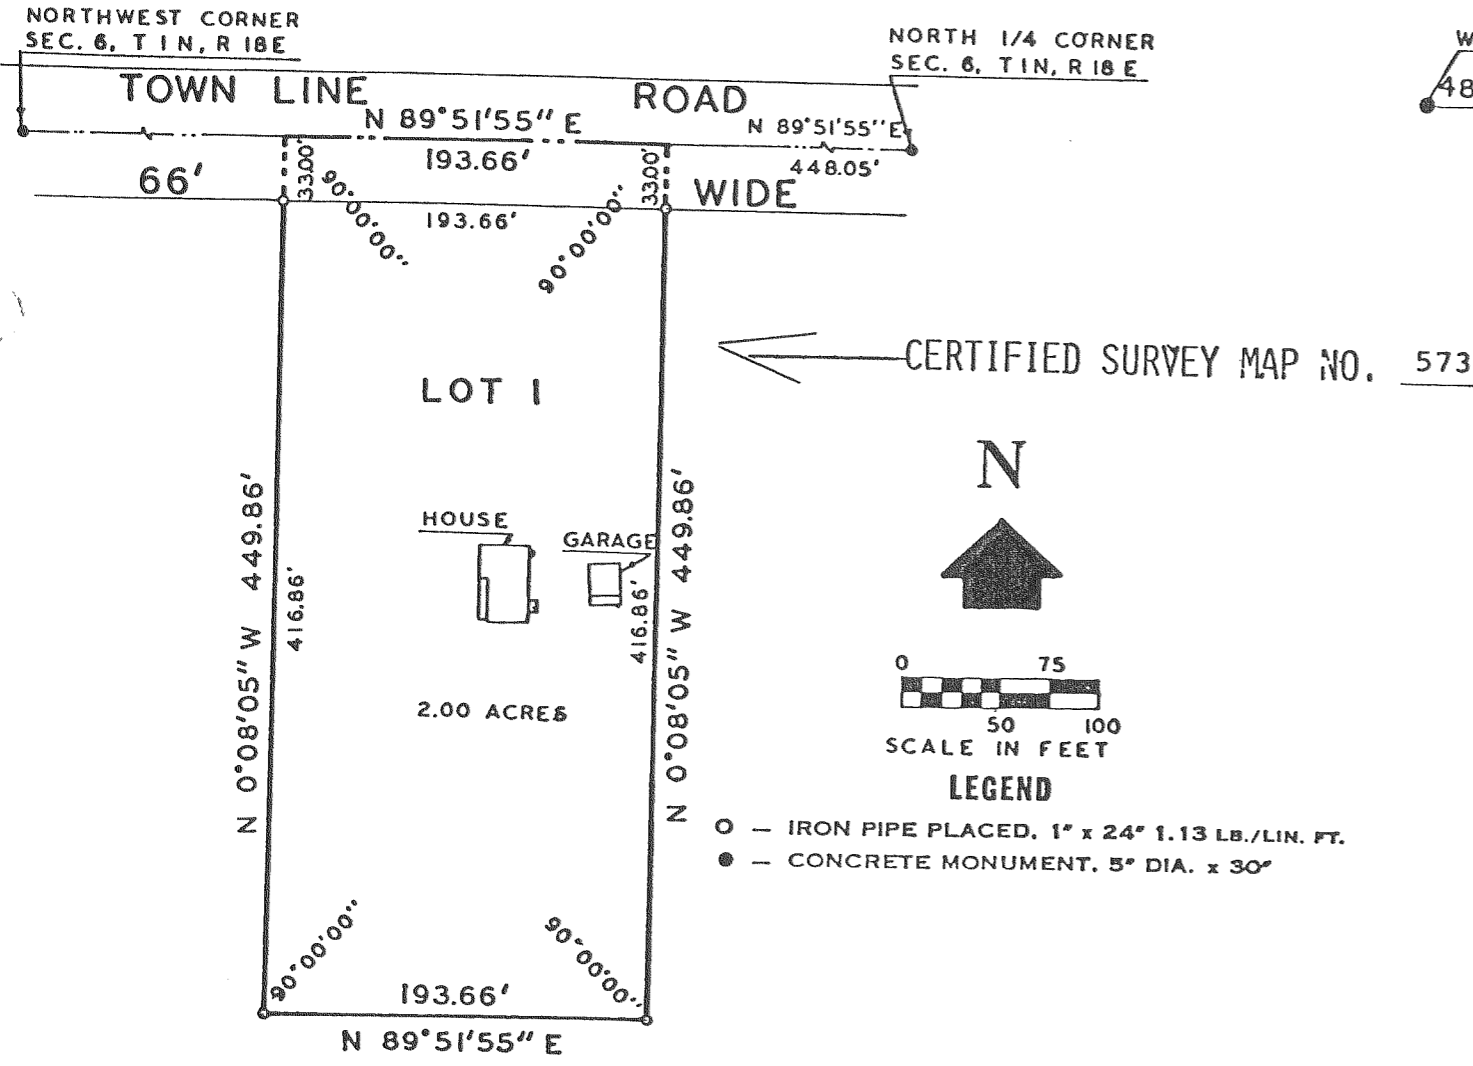 NORTHWEST CORNER
SEC. 6, T 1 N, R 18 E
NORTH 1/4 CORNER
SEC. 6, T 1 N, R 18 E
W
48
TOWN LINE ROAD
N 89°51'55" E
N 89°51'55" E
193.66'
448.05'
33.00'
33.00'
66' WIDE
193.66'
90°00'00"
90°00'00"
CERTIFIED SURVEY MAP NO. 573
LOT 1
N
HOUSE
GARAGE
N 0°08'05" W 449.86'
416.86'
416.86'
N 0°08'05" W 449.86'
2.00 ACRES
0 75
50 100
SCALE IN FEET
LEGEND
O – IRON PIPE PLACED, 1" x 24" 1.13 LB./LIN. FT.
● – CONCRETE MONUMENT, 5" DIA. x 30"
90°00'00"
90°00'00"
193.66'
N 89°51'55" E